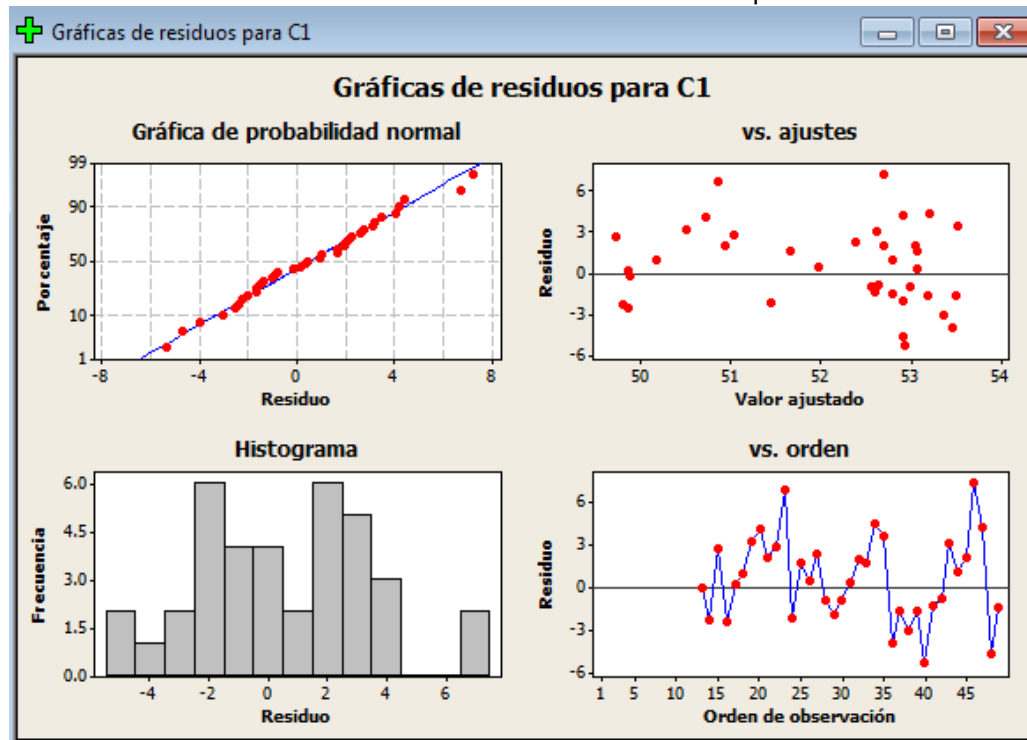 Gráficas de residuos para C1
Gráficas de residuos para C1
Gráfica de probabilidad normal
99
90
50
10
1
Porcentaje
-8 -4 0 4 8
Residuo
vs. ajustes
6
3
0
-3
-6
Residuo
50 51 52 53 54
Valor ajustado
Histograma
6.0
4.5
3.0
1.5
0.0
Frecuencia
-4 -2 0 2 4 6
Residuo
vs. orden
6
3
0
-3
-6
Residuo
1 5 10 15 20 25 30 35 40 45
Orden de observación